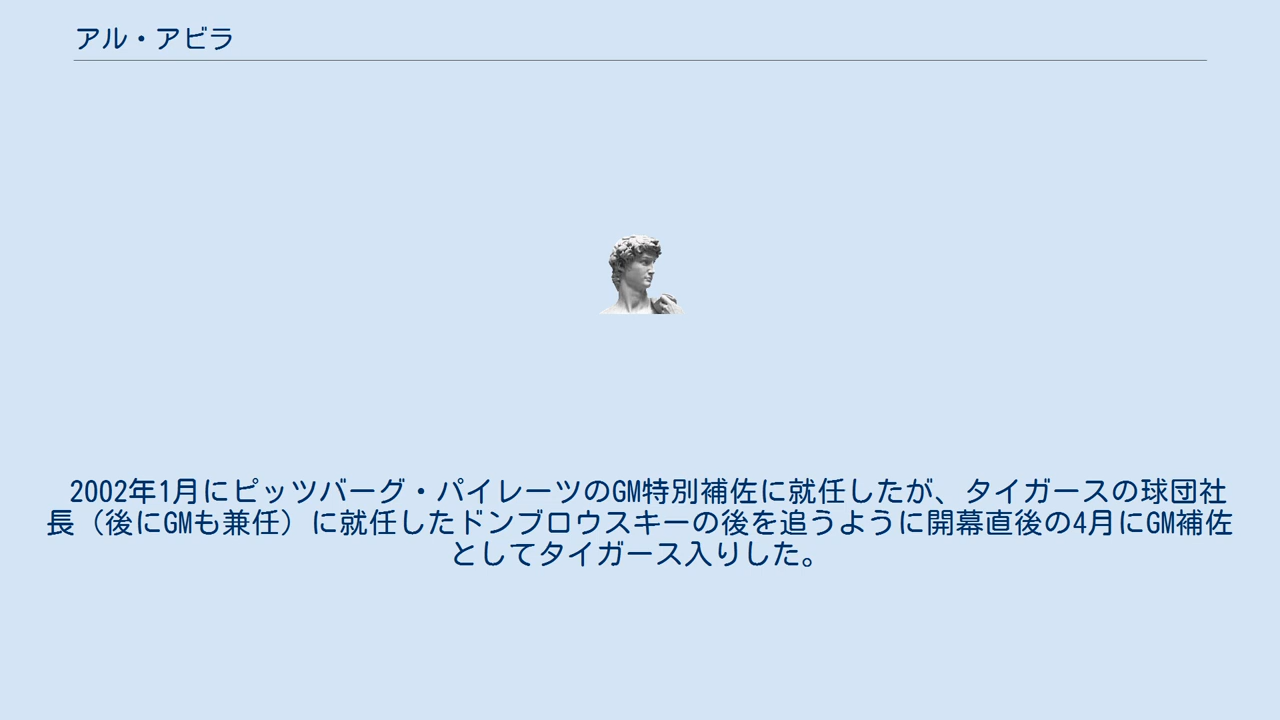 アル・アビラ
2002年1月にピッツバーグ・パイレーツのGM特別補佐に就任したが、タイガースの球団社
長（後にGMも兼任）に就任したドンブロウスキーの後を追うように開幕直後の4月にGM補佐
としてタイガース入りした。